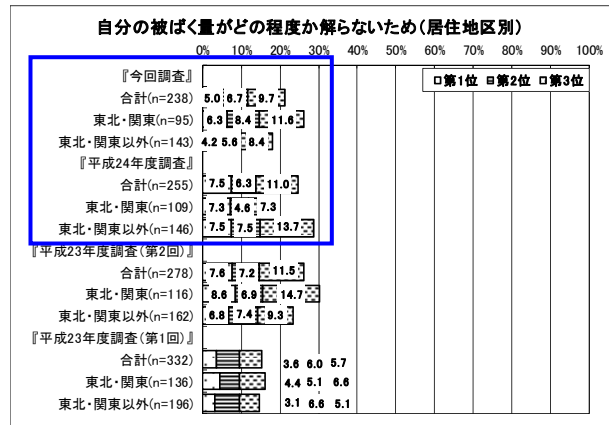 自分の被ばく量がどの程度か解らないため（居住地区別）
0% 10% 20% 30% 40% 50% 60% 70% 80% 90% 100%
第1位 第2位 第3位
『今回調査』
合計(n=238) 5.0 6.7 9.7
東北・関東(n=95) 6.3 8.4 11.6
東北・関東以外(n=143) 4.2 5.6 8.4
『平成24年度調査』
合計(n=255) 7.5 6.3 11.0
東北・関東(n=109) 7.3 4.6 7.3
東北・関東以外(n=146) 7.5 7.5 13.7
『平成23年度調査（第2回）』
合計(n=278) 7.6 7.2 11.5
東北・関東(n=116) 8.6 6.9 14.7
東北・関東以外(n=162) 6.8 7.4 9.3
『平成23年度調査（第1回）』
合計(n=332) 3.6 6.0 5.7
東北・関東(n=136) 4.4 5.1 6.6
東北・関東以外(n=196) 3.1 6.6 5.1